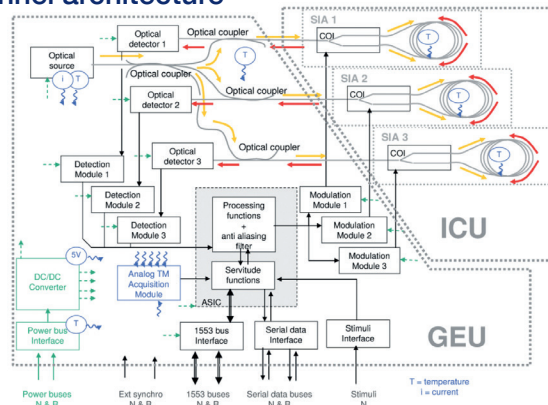 SIA 1
Optical
detector 1
Optical coupler
COI
T
Optical
source
I
T
Optical coupler
T
SIA 2
Optical
detector 2
COI
T
Optical coupler
SIA 3
Optical
detector 3
COI
T
Detection
Module 1
Detection
Module 2
Detection
Module 3
Processing
functions
+
anti aliasing
filter
Modulation
Module 1
Modulation
Module 2
Modulation
Module 3
ICU
5V
DC/DC
Converter
Analog TM
Acquisition
Module
Servitude
functions
ASIC
T
Power bus
Interface
1553 bus
Interface
Serial data
Interface
Stimuli
Interface
GEU
Power buses
Ext synchro
1553 buses
Serial data buses
Stimuli
T = temperature
I = current